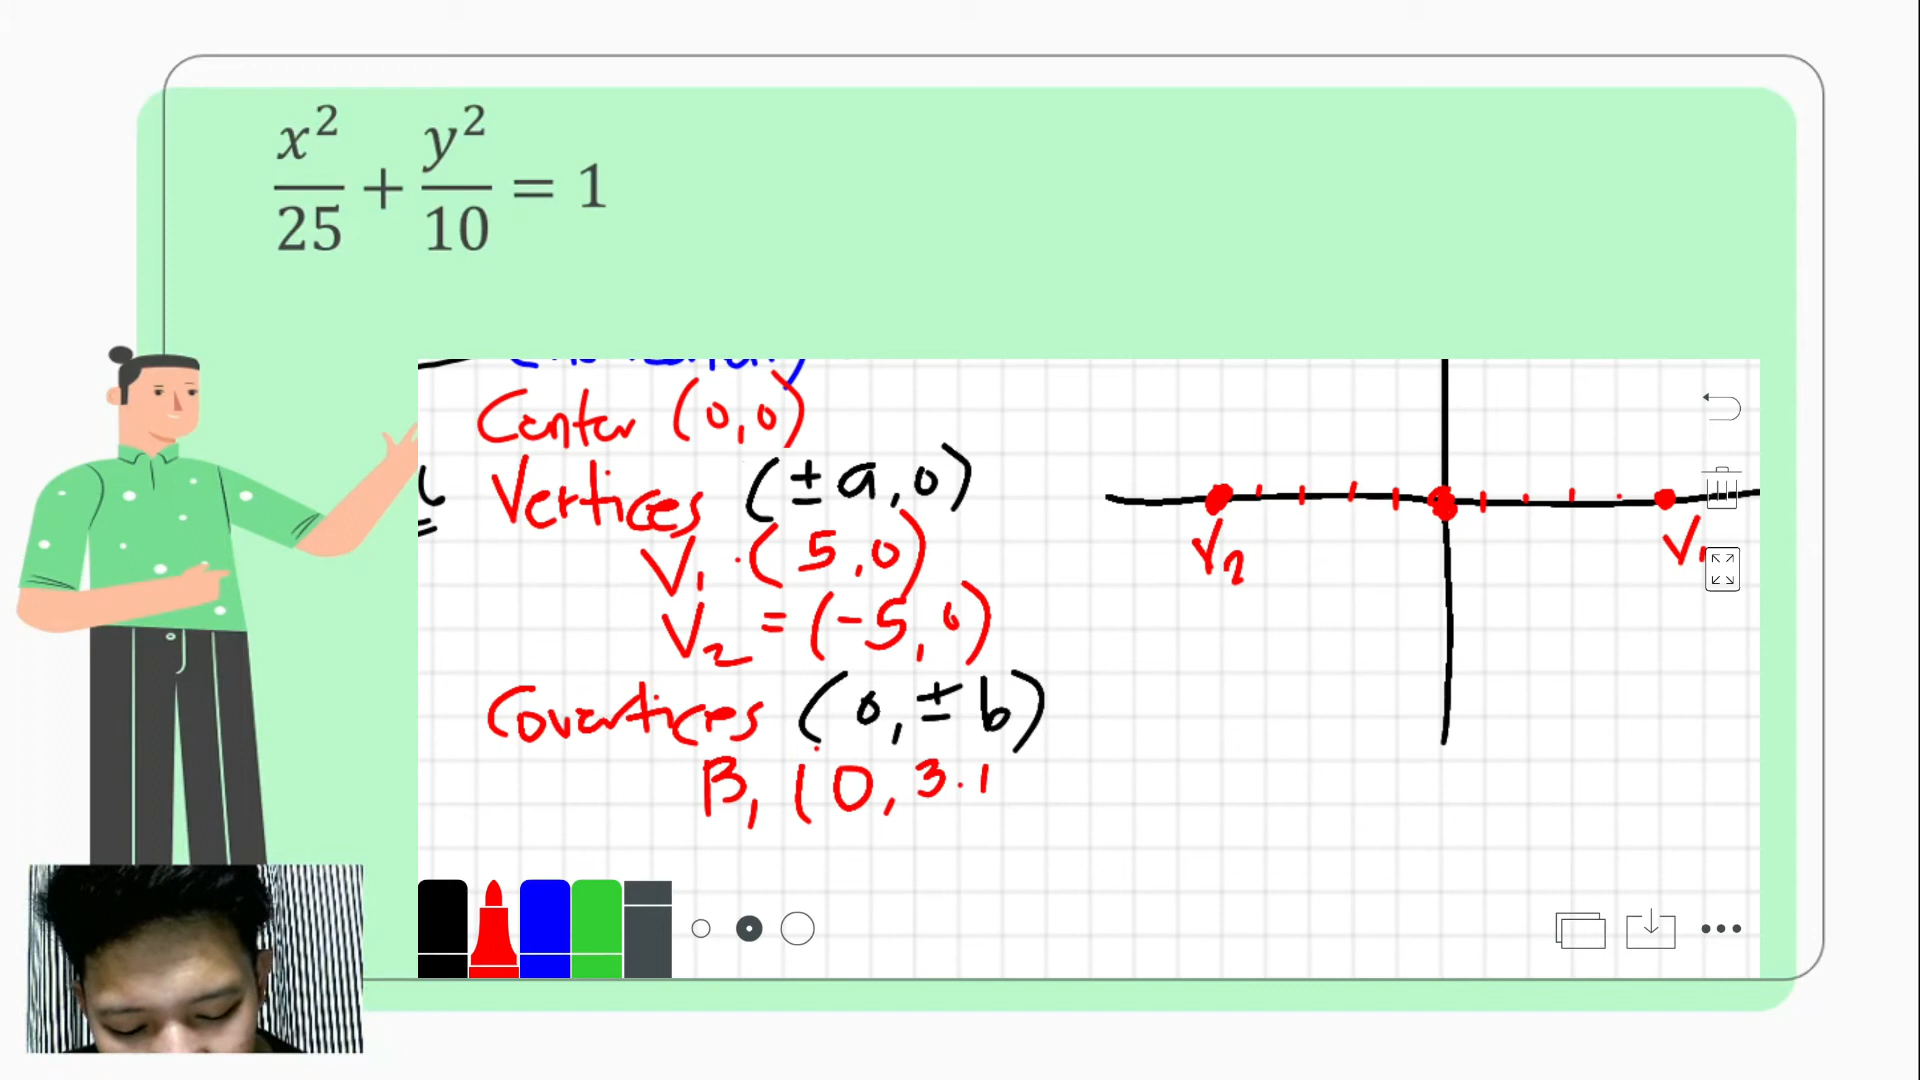 x²/25 + y²/10 = 1
Center (0,0)
Vertices (±a,0)
V₁ (5,0)
V₂ = (-5,0)
Covertices (0,±b)
B₁ (0,3.1
V₂
V₁